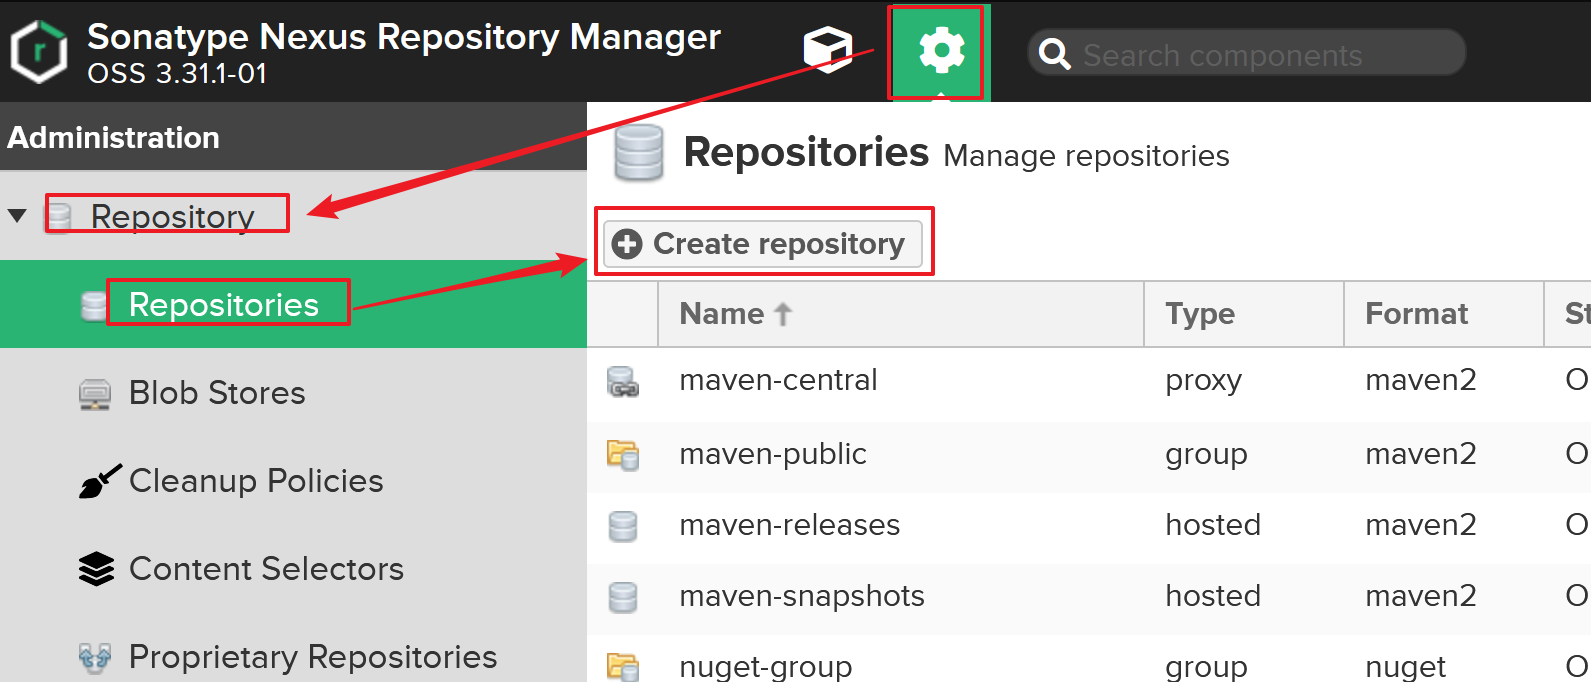 Sonatype Nexus Repository Manager
OSS 3.31.1-01
Search components
Administration
Repository
Repositories
Blob Stores
Cleanup Policies
Content Selectors
Proprietary Repositories
Repositories Manage repositories
Create repository
Name Type Format St
maven-central proxy maven2 O
maven-public group maven2 O
maven-releases hosted maven2 O
maven-snapshots hosted maven2 O
nuget-group group nuget O